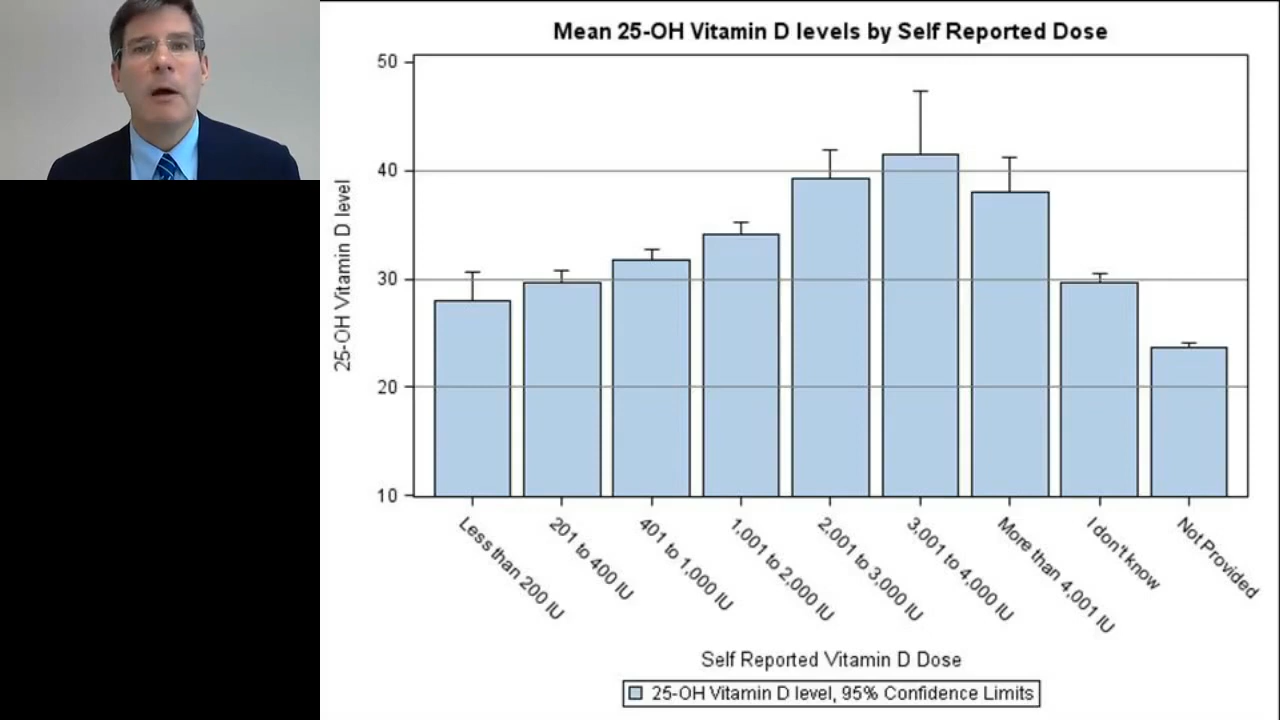 Mean 25-OH Vitamin D levels by Self Reported Dose
50
40
30
20
10
25-OH Vitamin D level
Less than 200 IU
201 to 400 IU
401 to 1,000 IU
1,001 to 2,000 IU
2,001 to 3,000 IU
3,001 to 4,000 IU
More than 4,001 IU
I don't know
Not Provided
Self Reported Vitamin D Dose
25-OH Vitamin D level, 95% Confidence Limits